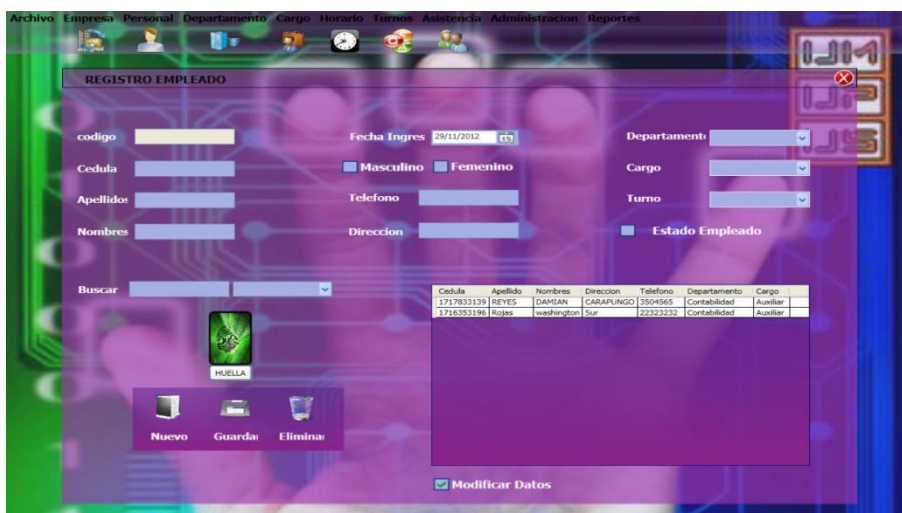 Archivo Empresa Personal Departamento Cargo Horario Turnos Asistencia Administracion Reportes
REGISTRO EMPLEADO
codigo Fecha Ingres 29/11/2012 15 Departament
Cedula Masculino Femenino Cargo
Apellidos Telefono Turno
Nombres Direccion Estado Empleado
Buscar
Cedula Apellido Nombres Direccion Telefono Departamento Cargo
1717833139 REYES DAMIAN CARAPUNGO 3504565 Contabilidad Auxiliar
1716353196 Rojas washington Sur 22323232 Contabilidad Auxiliar
HUELLA
Nuevo Guardar Eliminar
Modificar Datos